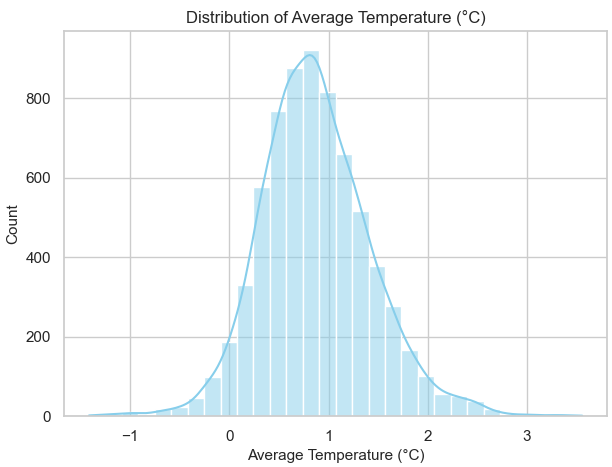 Distribution of Average Temperature (°C)
800
600
400
200
0
Count
−1 0 1 2 3
Average Temperature (°C)